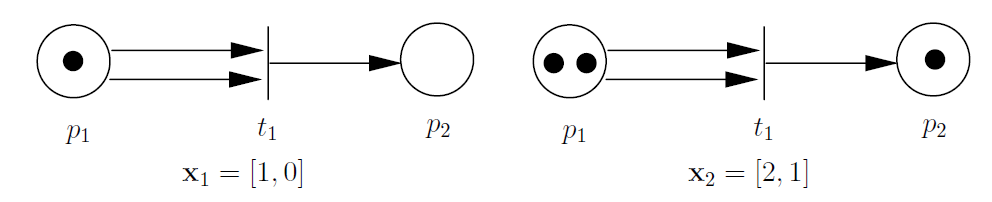 p₁ t₁ p₂ p₁ t₁ p₂
x₁ = [1, 0] x₂ = [2, 1]